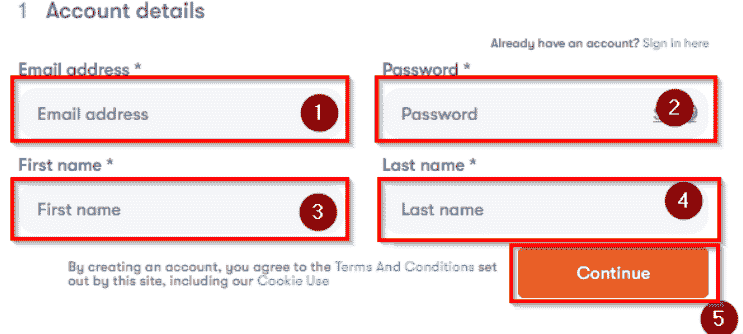 1 Account details
Already have an account? Sign in here
Email address *
Password *
Email address 1
Password 2
First name *
Last name *
First name 3
Last name 4
By creating an account, you agree to the Terms And Conditions set
out by this site, including our Cookie Use
Continue
5